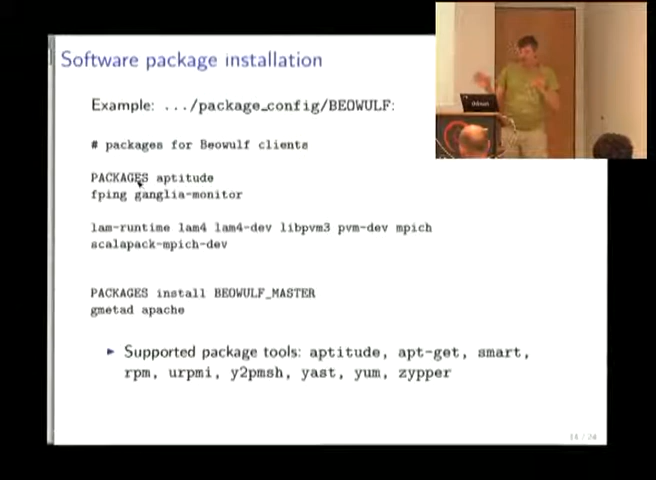 Software package installation
Example: .../package_config/BEOWULF:
# packages for Beowulf clients
PACKAGES aptitude
fping ganglia-monitor
lam-runtime lam4 lam4-dev libpvm3 pvm-dev mpich
scalapack-mpich-dev
PACKAGES install BEOWULF_MASTER
gmetad apache
► Supported package tools: aptitude, apt-get, smart,
rpm, urpmi, y2pmsh, yast, yum, zypper
14 / 24